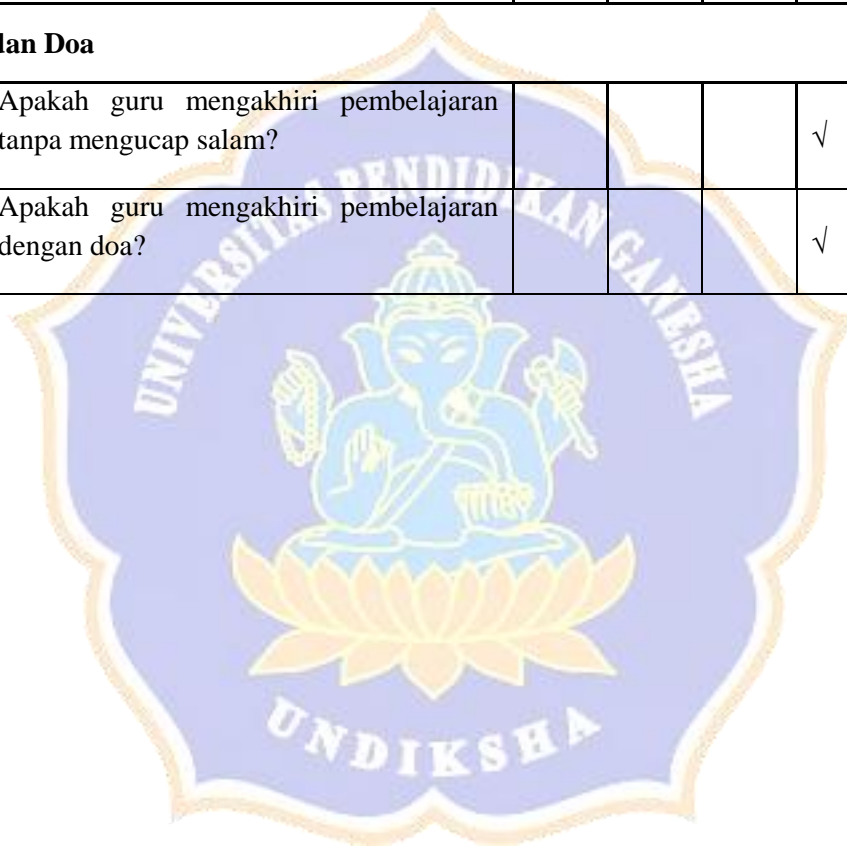 dan Doa
Apakah guru mengakhiri pembelajaran
tanpa mengucap salam?
√
Apakah guru mengakhiri pembelajaran
dengan doa?
√
UNIVERSITAS PENDIDIKAN GANESHA
UNDIKSHA